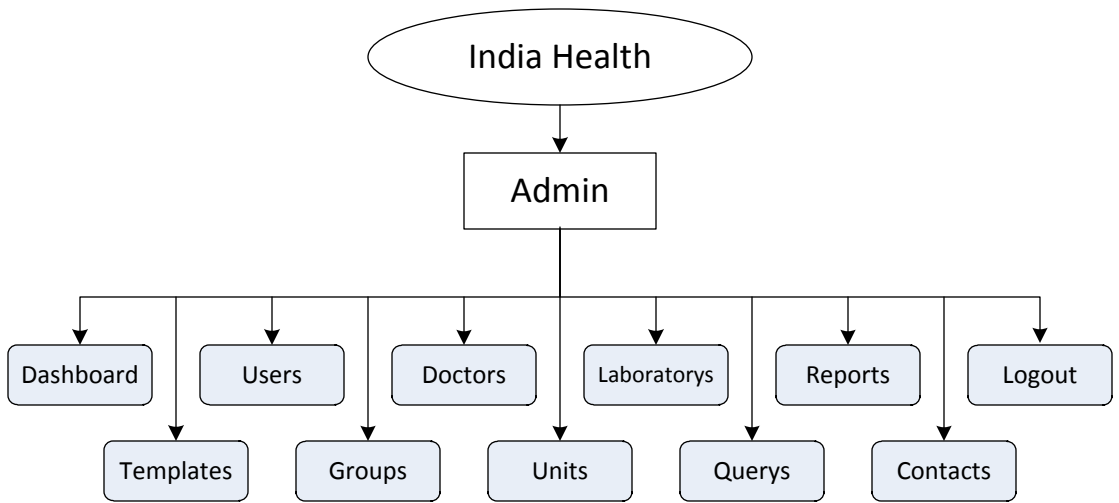 India Health
Admin
Dashboard
Users
Doctors
Laboratorys
Reports
Logout
Templates
Groups
Units
Querys
Contacts